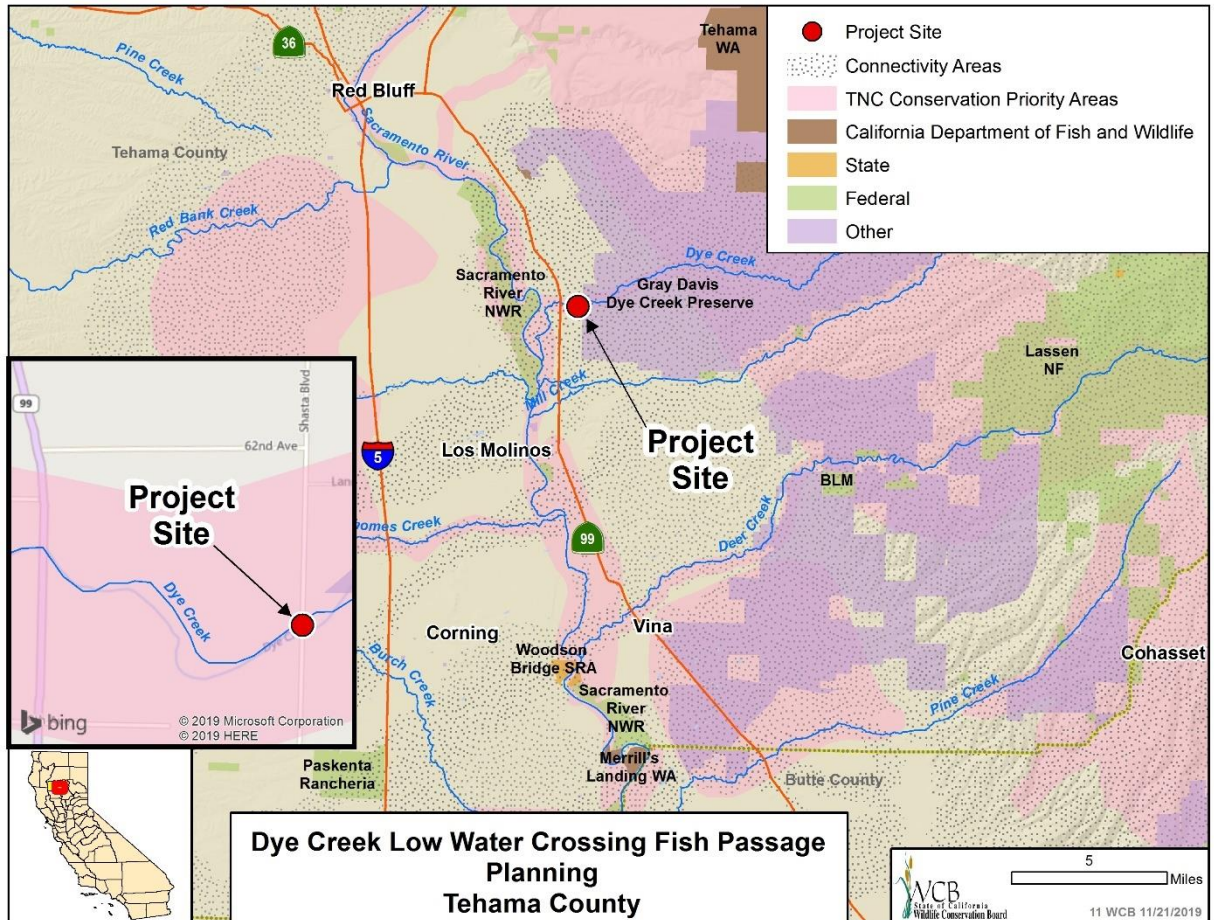 36
Pine Creek
Red Bluff
Tehama
WA
Sacramento River
Tehama County
Red Bank Creek
Sacramento
River
NWR
Dye Creek
Gray Davis
Dye Creek Preserve
Lassen
NF
Mill Creek
5
Los Molinos
Project
Site
BLM
omes Creek
99
Deer Creek
Corning
Vina
Woodson
Bridge SRA
Burch Creek
Cohasset
Sacramento
River
NWR
Pine Creek
Merrill's
Landing WA
Butte County
Paskenta
Rancheria
Project Site
Connectivity Areas
TNC Conservation Priority Areas
California Department of Fish and Wildlife
State
Federal
Other
99
Shasta Blvd
62nd Ave
Project
Site
Dye Creek
bing
© 2019 Microsoft Corporation
© 2019 HERE
Dye Creek Low Water Crossing Fish Passage
Planning
Tehama County
WCB
State of California
Wildlife Conservation Board
5
Miles
11 WCB 11/21/2019